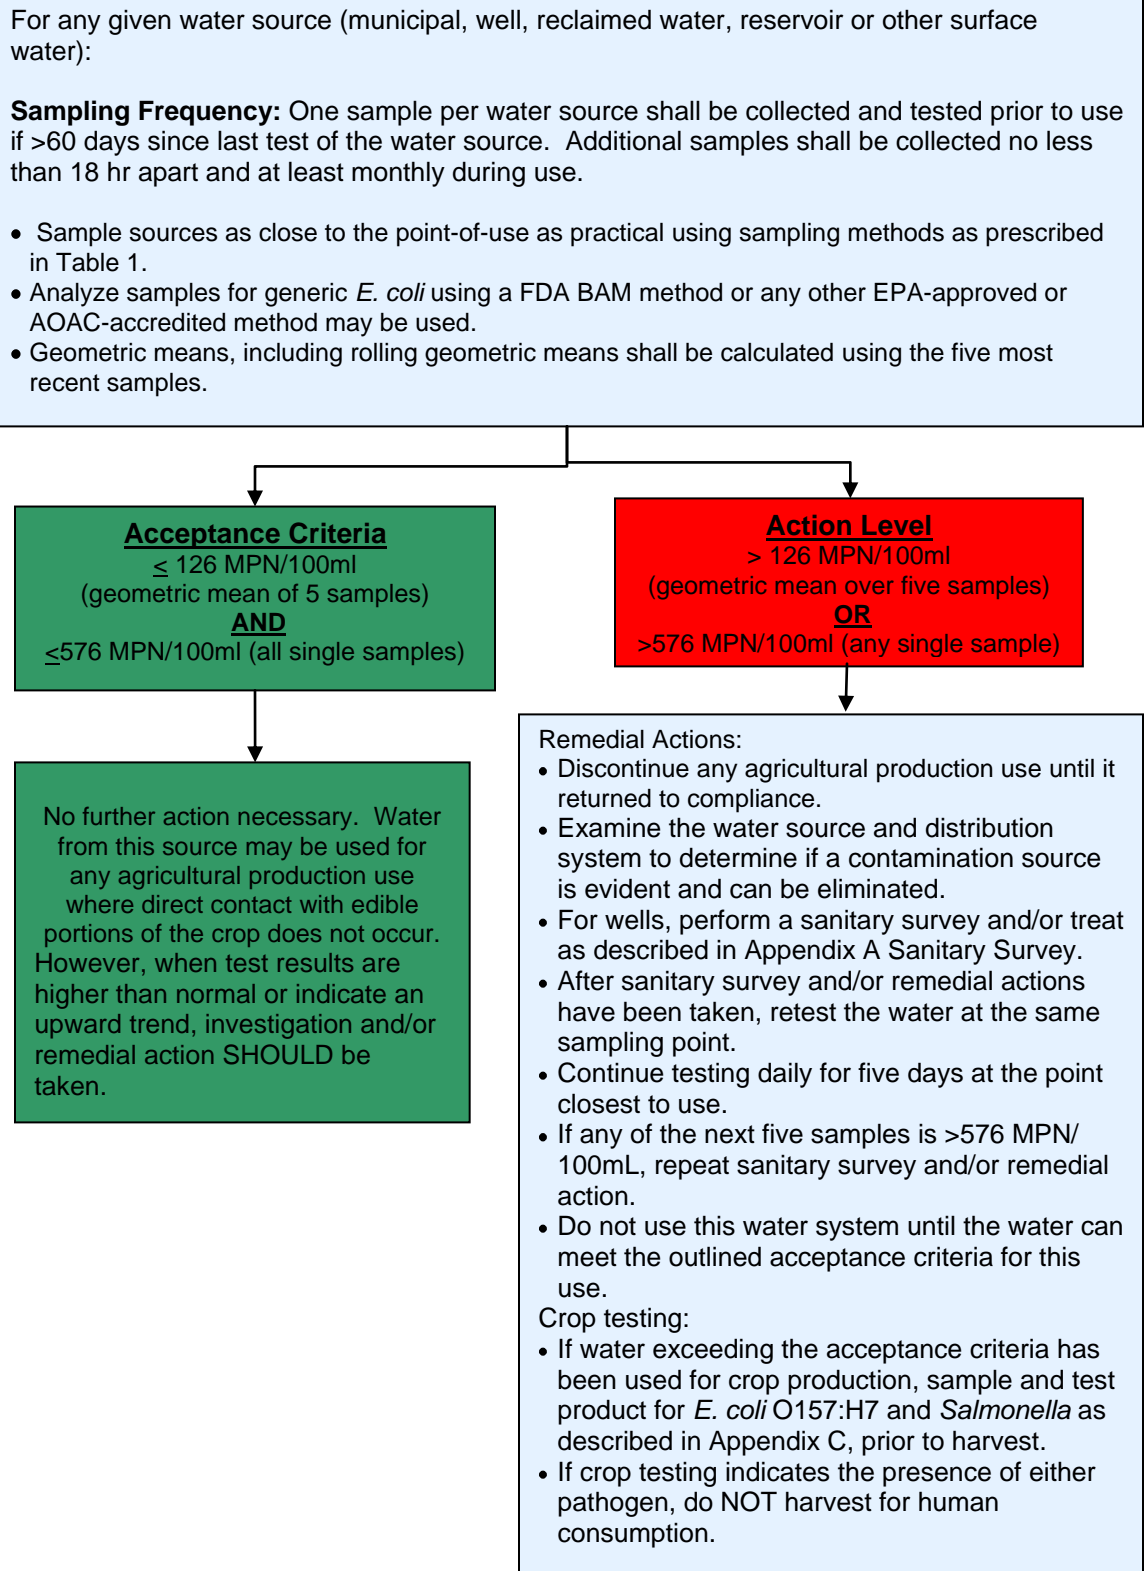 For any given water source (municipal, well, reclaimed water, reservoir or other surface
water):
Sampling Frequency: One sample per water source shall be collected and tested prior to use
if >60 days since last test of the water source.  Additional samples shall be collected no less
than 18 hr apart and at least monthly during use.
• Sample sources as close to the point-of-use as practical using sampling methods as prescribed
in Table 1.
• Analyze samples for generic E. coli using a FDA BAM method or any other EPA-approved or
AOAC-accredited method may be used.
• Geometric means, including rolling geometric means shall be calculated using the five most
recent samples.
Acceptance Criteria
≤ 126 MPN/100ml
(geometric mean of 5 samples)
AND
≤576 MPN/100ml (all single samples)
No further action necessary.  Water
from this source may be used for
any agricultural production use
where direct contact with edible
portions of the crop does not occur.
However, when test results are
higher than normal or indicate an
upward trend, investigation and/or
remedial action SHOULD be
taken.
Action Level
> 126 MPN/100ml
(geometric mean over five samples)
OR
>576 MPN/100ml (any single sample)
Remedial Actions:
• Discontinue any agricultural production use until it
returned to compliance.
• Examine the water source and distribution
system to determine if a contamination source
is evident and can be eliminated.
• For wells, perform a sanitary survey and/or treat
as described in Appendix A Sanitary Survey.
• After sanitary survey and/or remedial actions
have been taken, retest the water at the same
sampling point.
• Continue testing daily for five days at the point
closest to use.
• If any of the next five samples is >576 MPN/
100mL, repeat sanitary survey and/or remedial
action.
• Do not use this water system until the water can
meet the outlined acceptance criteria for this
use.
Crop testing:
• If water exceeding the acceptance criteria has
been used for crop production, sample and test
product for E. coli O157:H7 and Salmonella as
described in Appendix C, prior to harvest.
• If crop testing indicates the presence of either
pathogen, do NOT harvest for human
consumption.